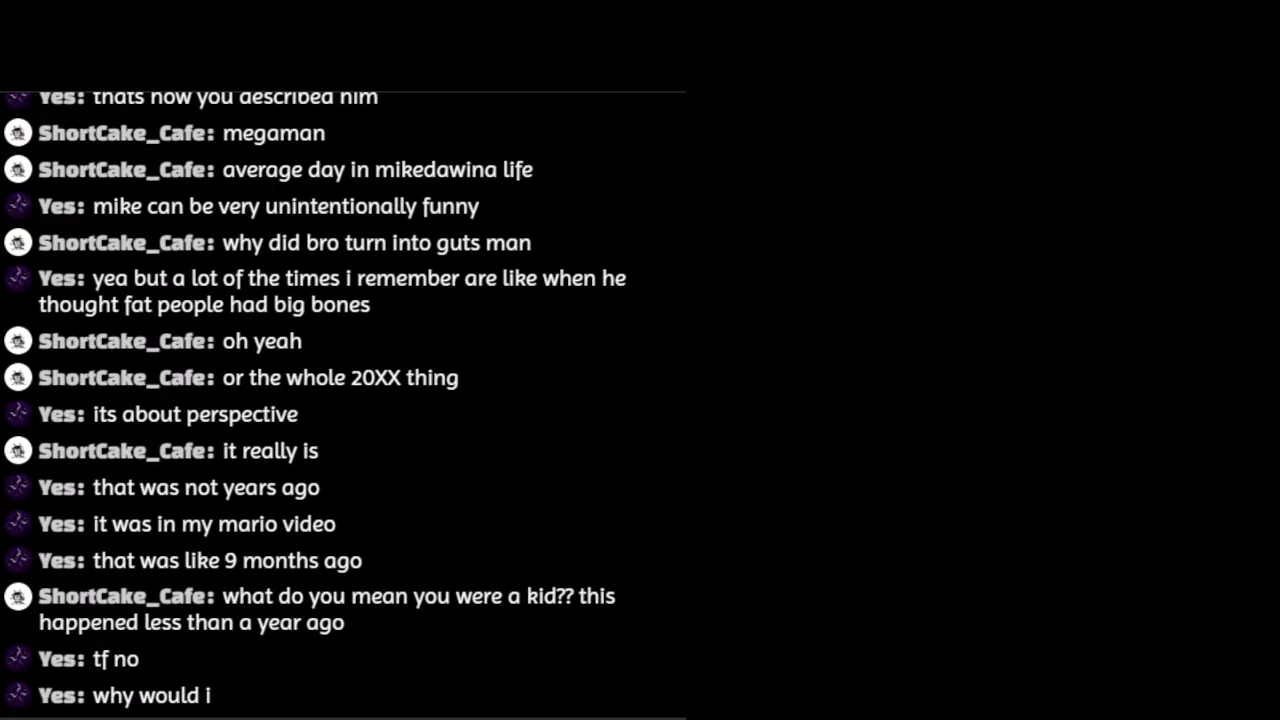 Yes: thats how you described him
ShortCake_Cafe: megaman
ShortCake_Cafe: average day in mikedawina life
Yes: mike can be very unintentionally funny
ShortCake_Cafe: why did bro turn into guts man
Yes: yea but a lot of the times i remember are like when he
thought fat people had big bones
ShortCake_Cafe: oh yeah
ShortCake_Cafe: or the whole 20XX thing
Yes: its about perspective
ShortCake_Cafe: it really is
Yes: that was not years ago
Yes: it was in my mario video
Yes: that was like 9 months ago
ShortCake_Cafe: what do you mean you were a kid?? this
happened less than a year ago
Yes: tf no
Yes: why would i